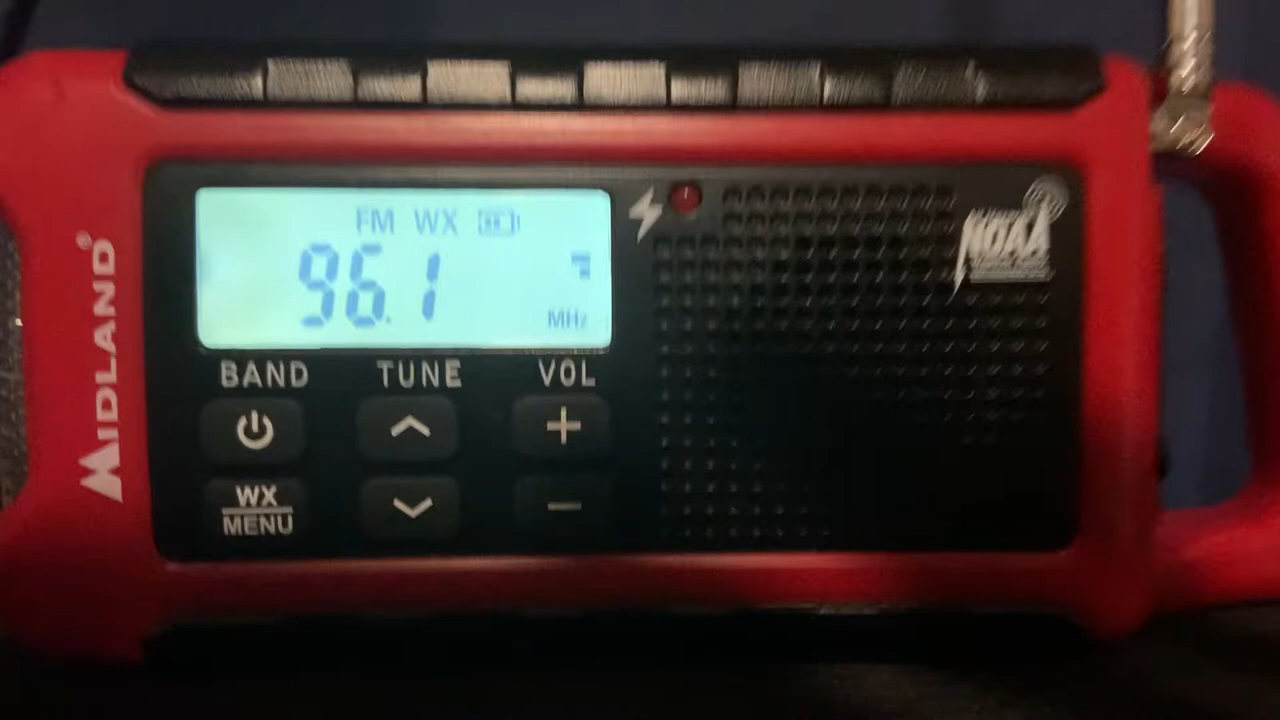 FM WX
96.1
MHz
MIDLAND®
NOAA
BAND TUNE VOL
WX
MENU